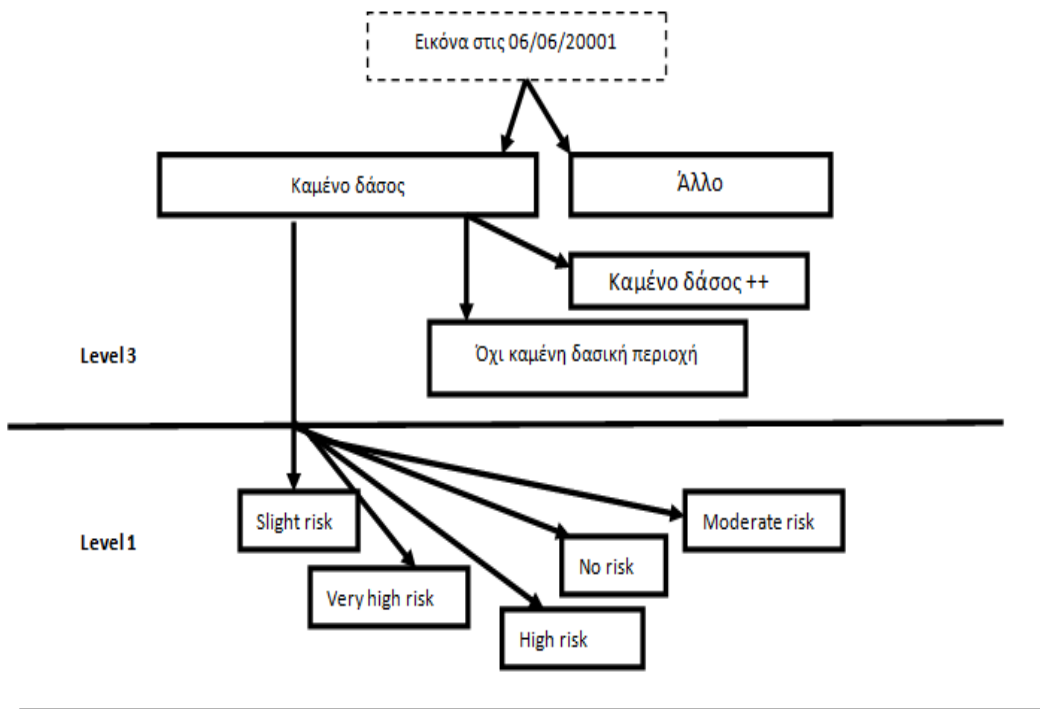 Εικόνα στις 06/06/20001
Καμένο δάσος
Άλλο
Καμένο δάσος ++
Όχι καμένη δασική περιοχή
Level 3
Slight risk
Moderate risk
Level 1
No risk
Very high risk
High risk